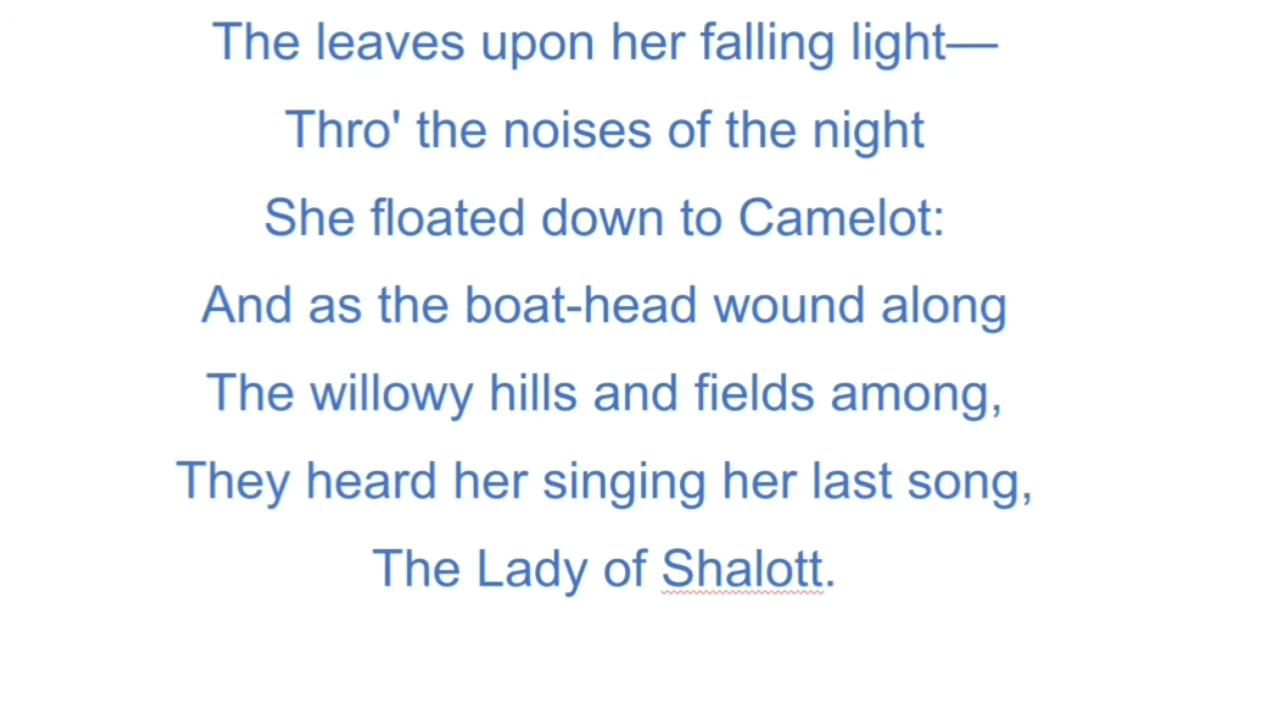 The leaves upon her falling light—
Thro' the noises of the night
She floated down to Camelot:
And as the boat-head wound along
The willowy hills and fields among,
They heard her singing her last song,
The Lady of Shalott.